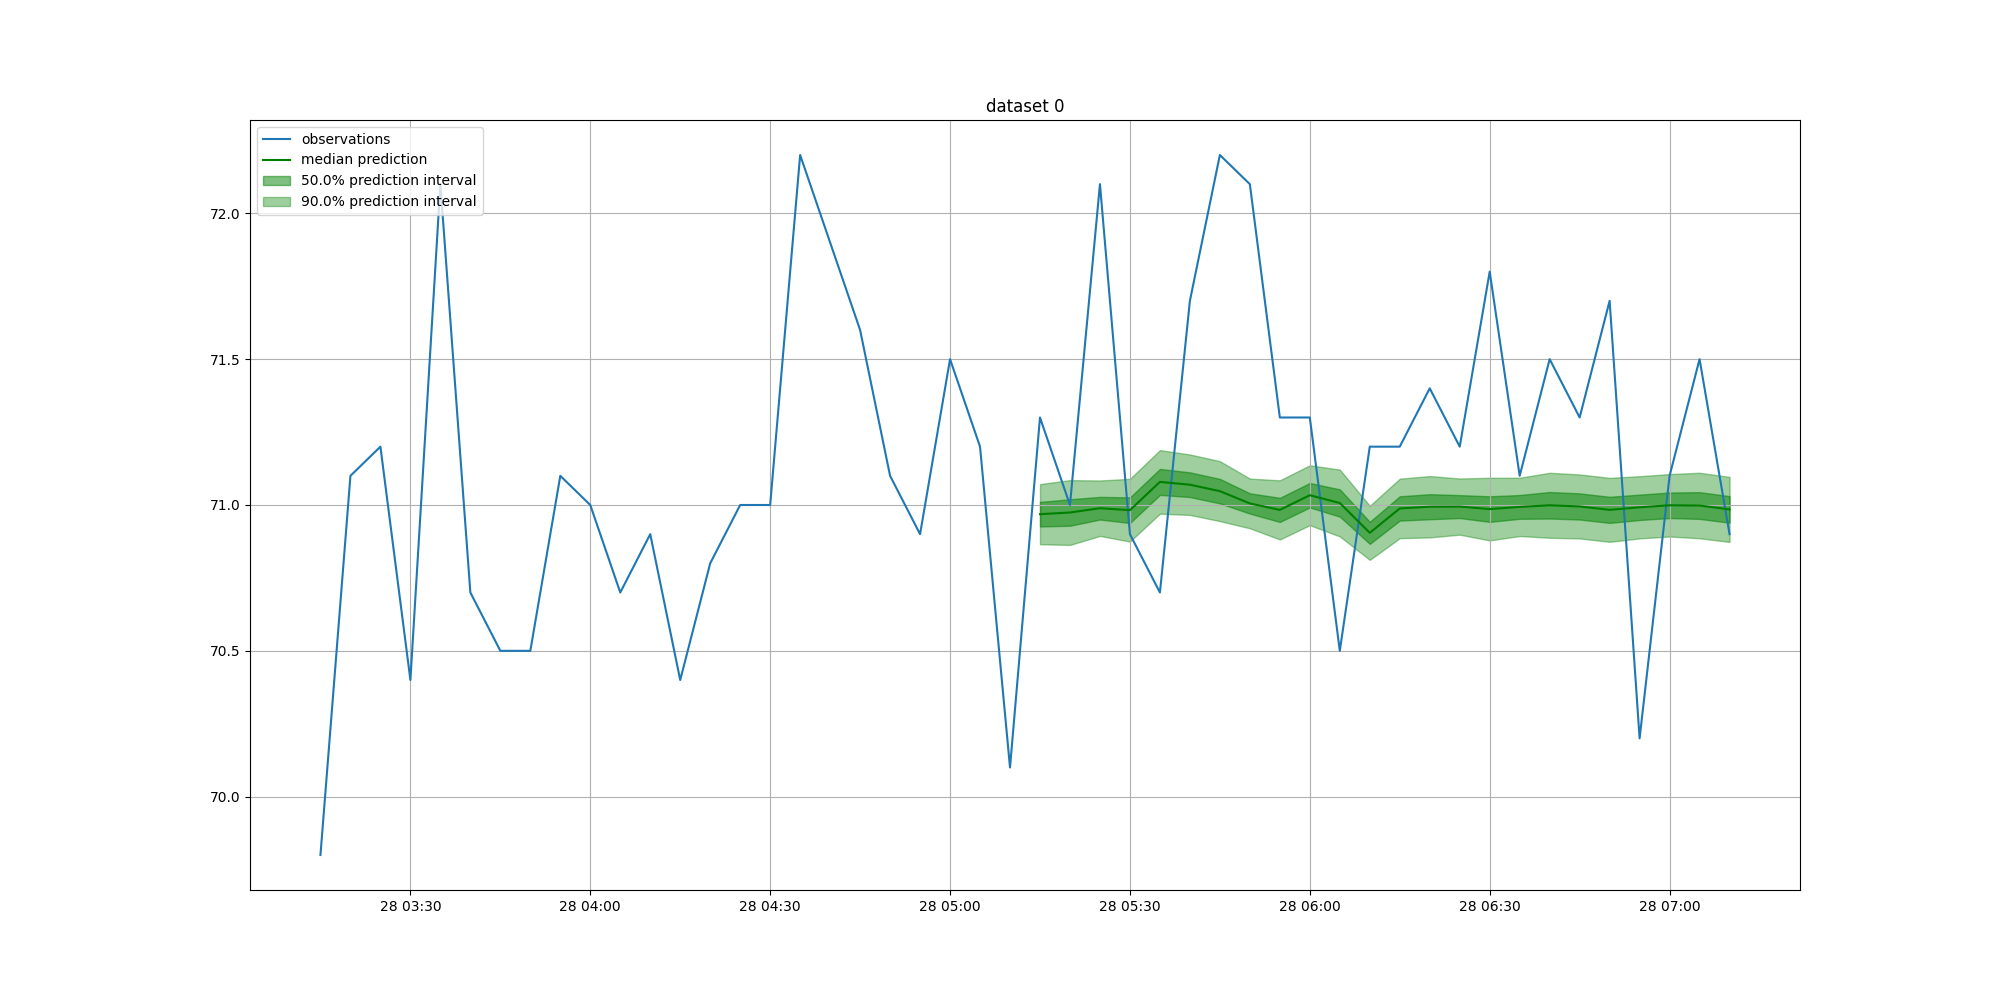 dataset 0
observations
median prediction
50.0% prediction interval
90.0% prediction interval
72.0
71.5
71.0
70.5
70.0
28 03:30 28 04:00 28 04:30 28 05:00 28 05:30 28 06:00 28 06:30 28 07:00